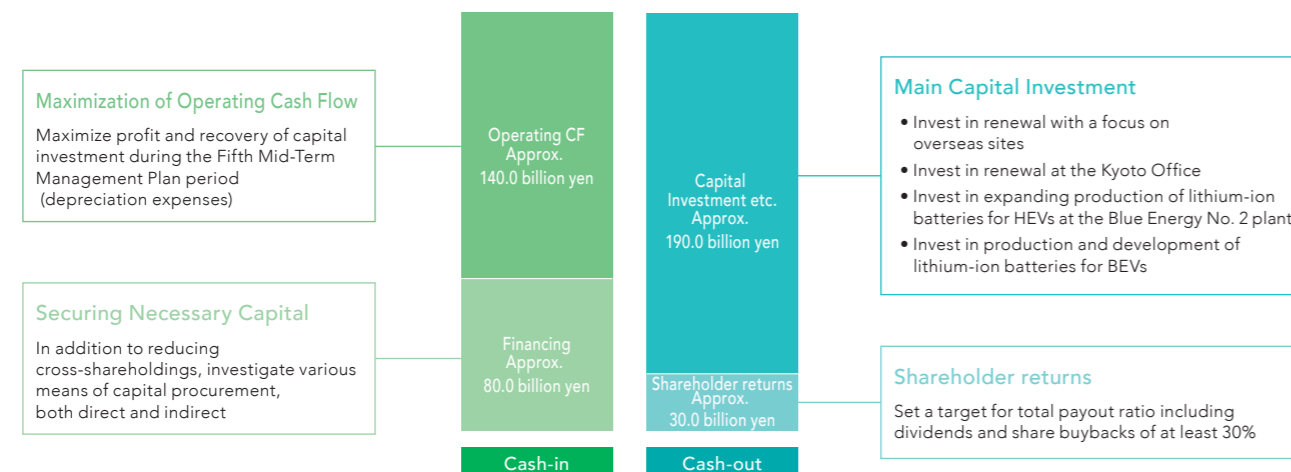 Maximization of Operating Cash Flow
Maximize profit and recovery of capital
investment during the Fifth Mid-Term
Management Plan period
(depreciation expenses)
Securing Necessary Capital
In addition to reducing
cross-shareholdings, investigate various
means of capital procurement,
both direct and indirect
Operating CF
Approx.
140.0 billion yen
Financing
Approx.
80.0 billion yen
Cash-in
Capital
Investment etc.
Approx.
190.0 billion yen
Shareholder returns
Approx.
30.0 billion yen
Cash-out
Main Capital Investment
• Invest in renewal with a focus on
overseas sites
• Invest in renewal at the Kyoto Office
• Invest in expanding production of lithium-ion
batteries for HEVs at the Blue Energy No. 2 plant
• Invest in production and development of
lithium-ion batteries for BEVs
Shareholder returns
Set a target for total payout ratio including
dividends and share buybacks of at least 30%